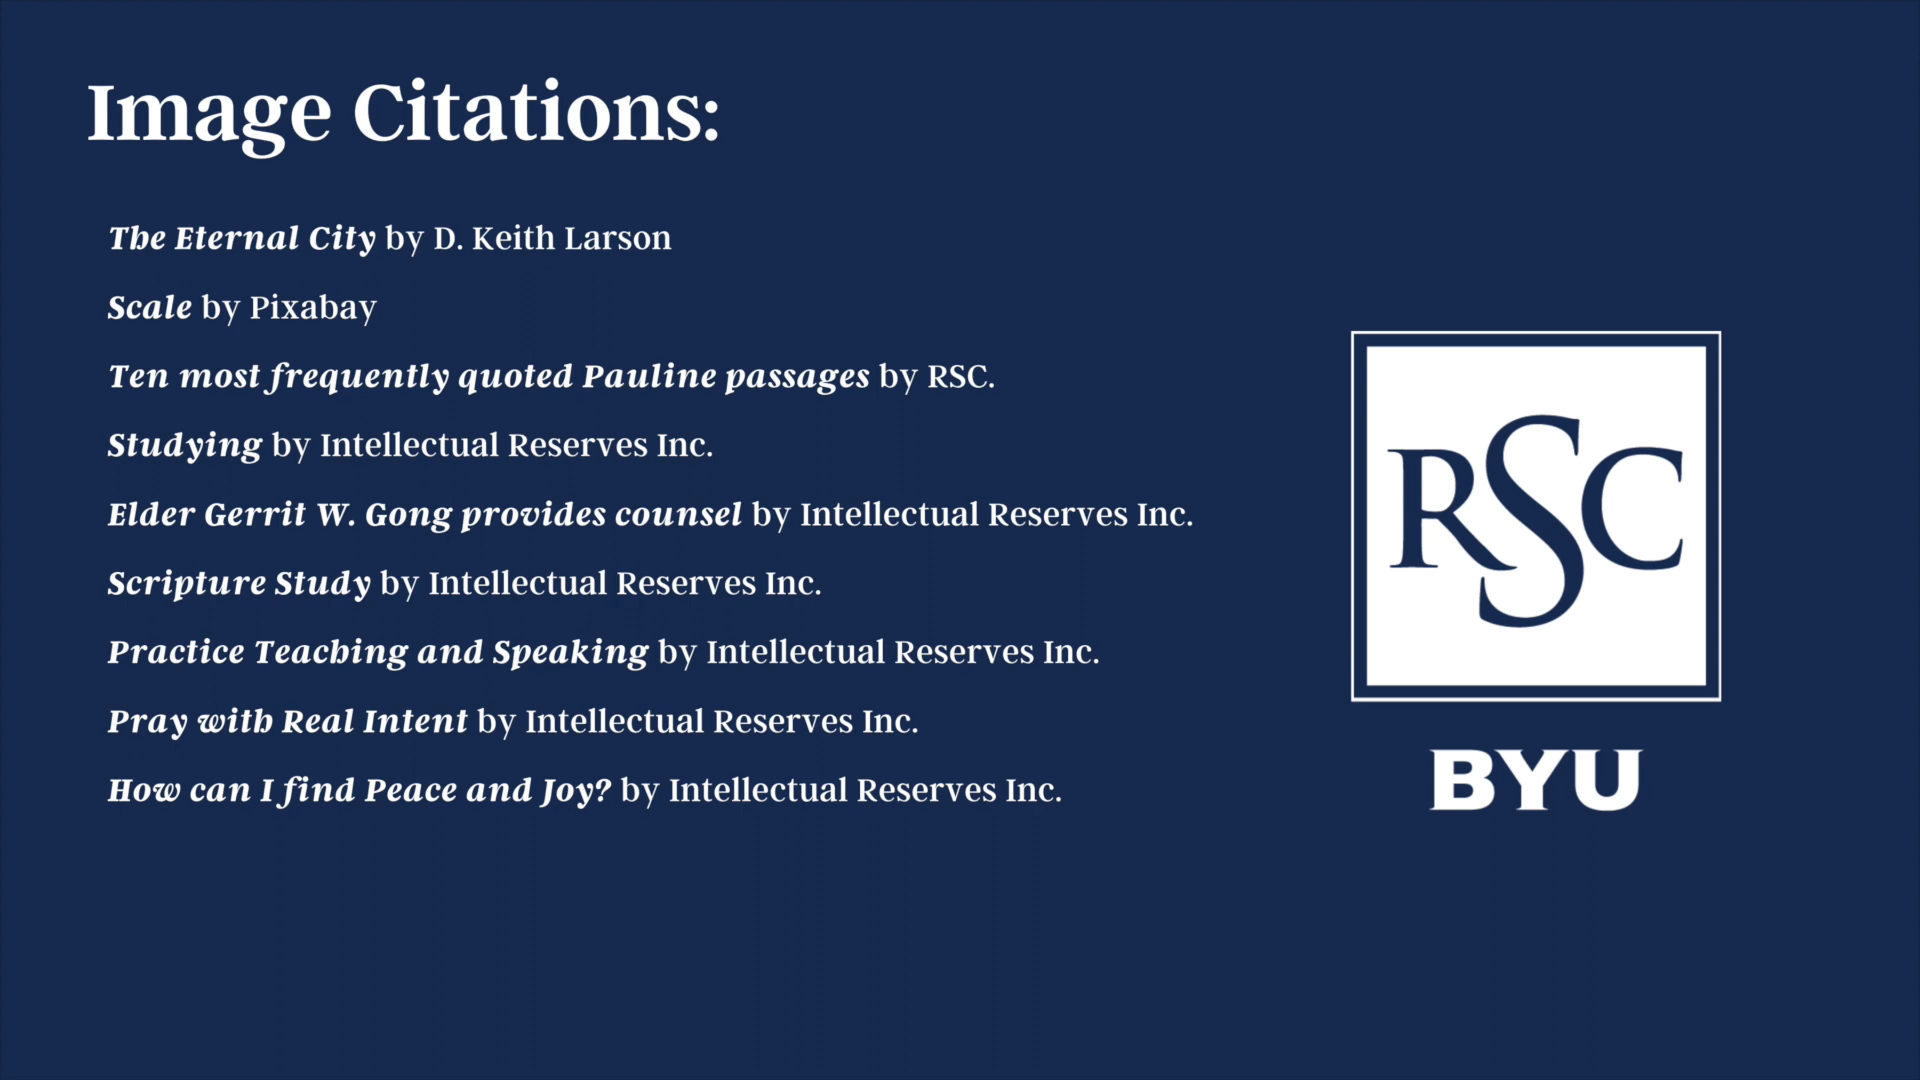 Image Citations:
The Eternal City by D. Keith Larson
Scale by Pixabay
Ten most frequently quoted Pauline passages by RSC.
Studying by Intellectual Reserves Inc.
Elder Gerrit W. Gong provides counsel by Intellectual Reserves Inc.
Scripture Study by Intellectual Reserves Inc.
Practice Teaching and Speaking by Intellectual Reserves Inc.
Pray with Real Intent by Intellectual Reserves Inc.
How can I find Peace and Joy? by Intellectual Reserves Inc.
RSC
BYU